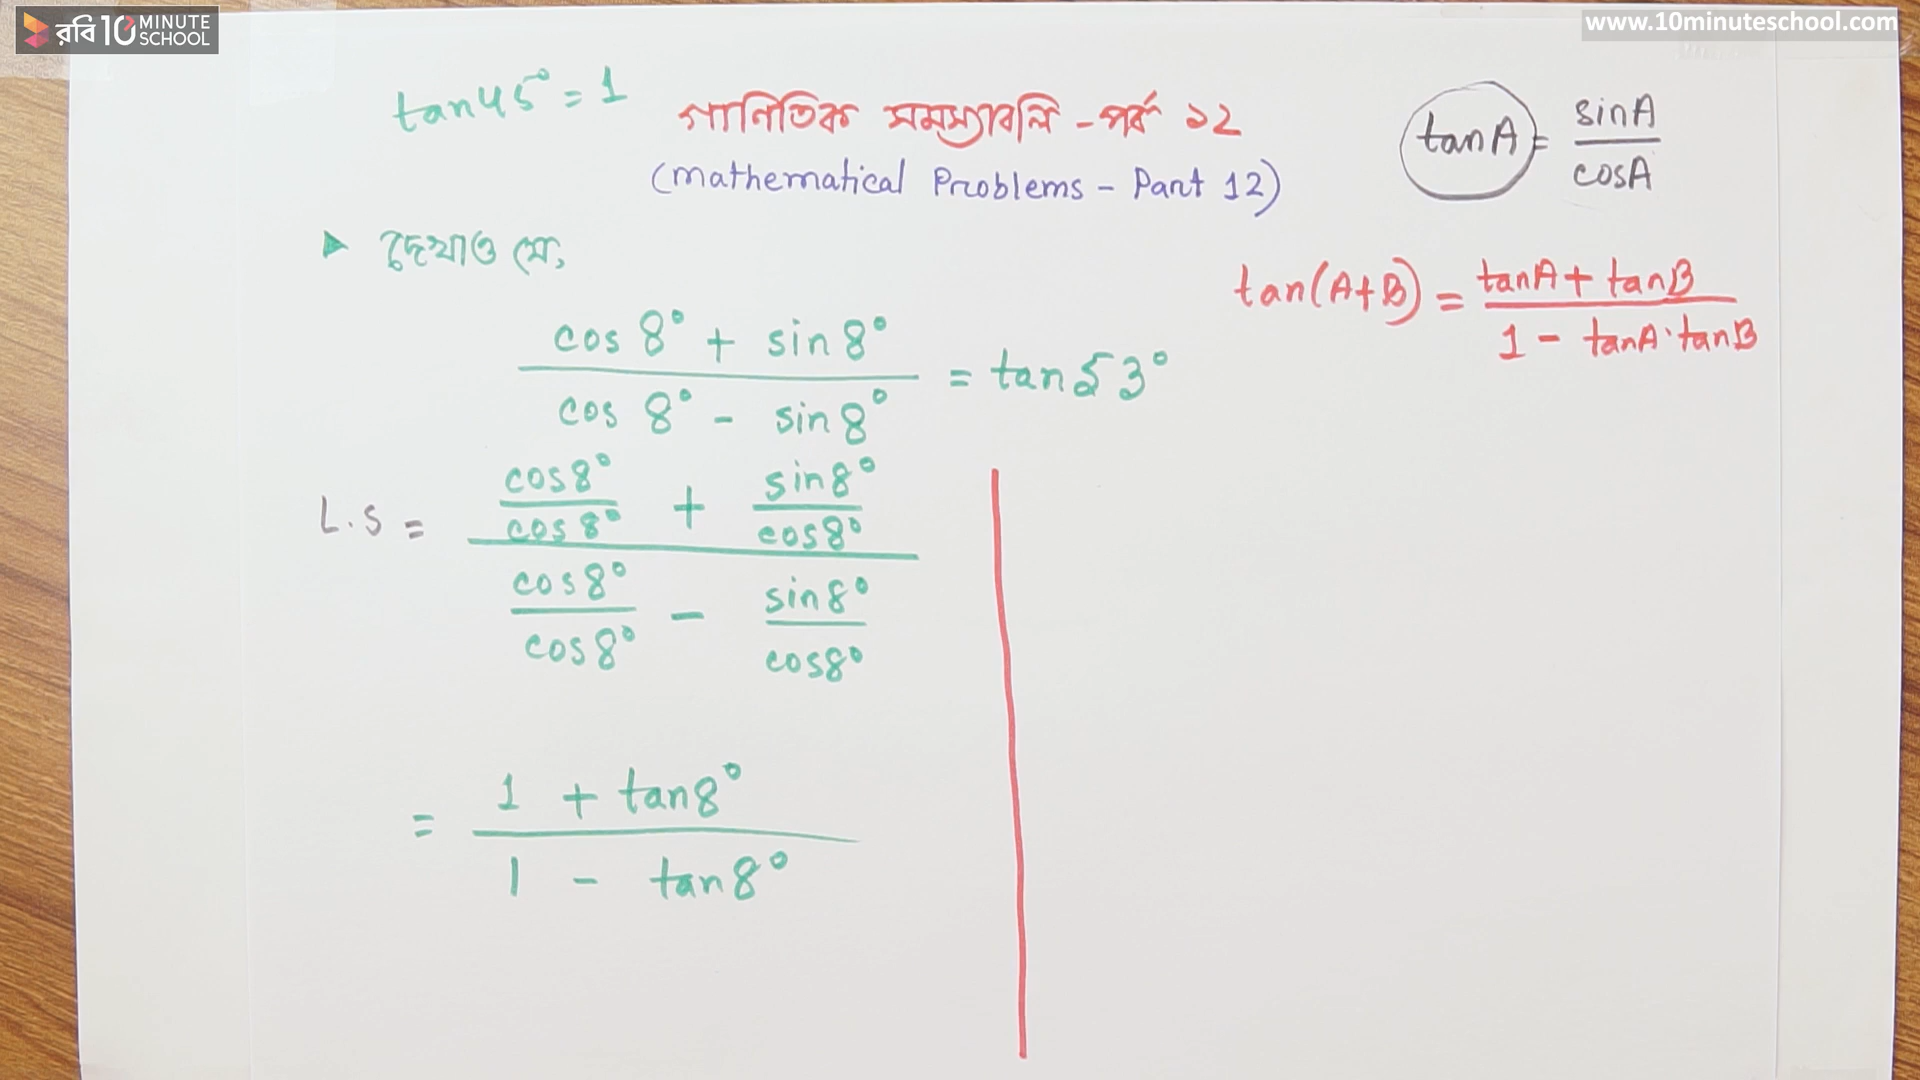 রবি 10 MINUTE SCHOOL
www.10minuteschool.com
tan45° = 1
গাণিতিক সমস্যাবলি - পর্ব ১২
(Mathematical Problems - Part 12)
tanA = sinA / cosA
▶ দেখাও যে,
cos 8° + sin 8°
cos 8° - sin 8°
= tan53°
tan(A+B) = tanA + tanB
1 - tanA·tanB
L.S =
cos8° / cos8° + sin8° / cos8°
cos8° / cos8° - sin8° / cos8°
= 1 + tan8°
1 - tan8°